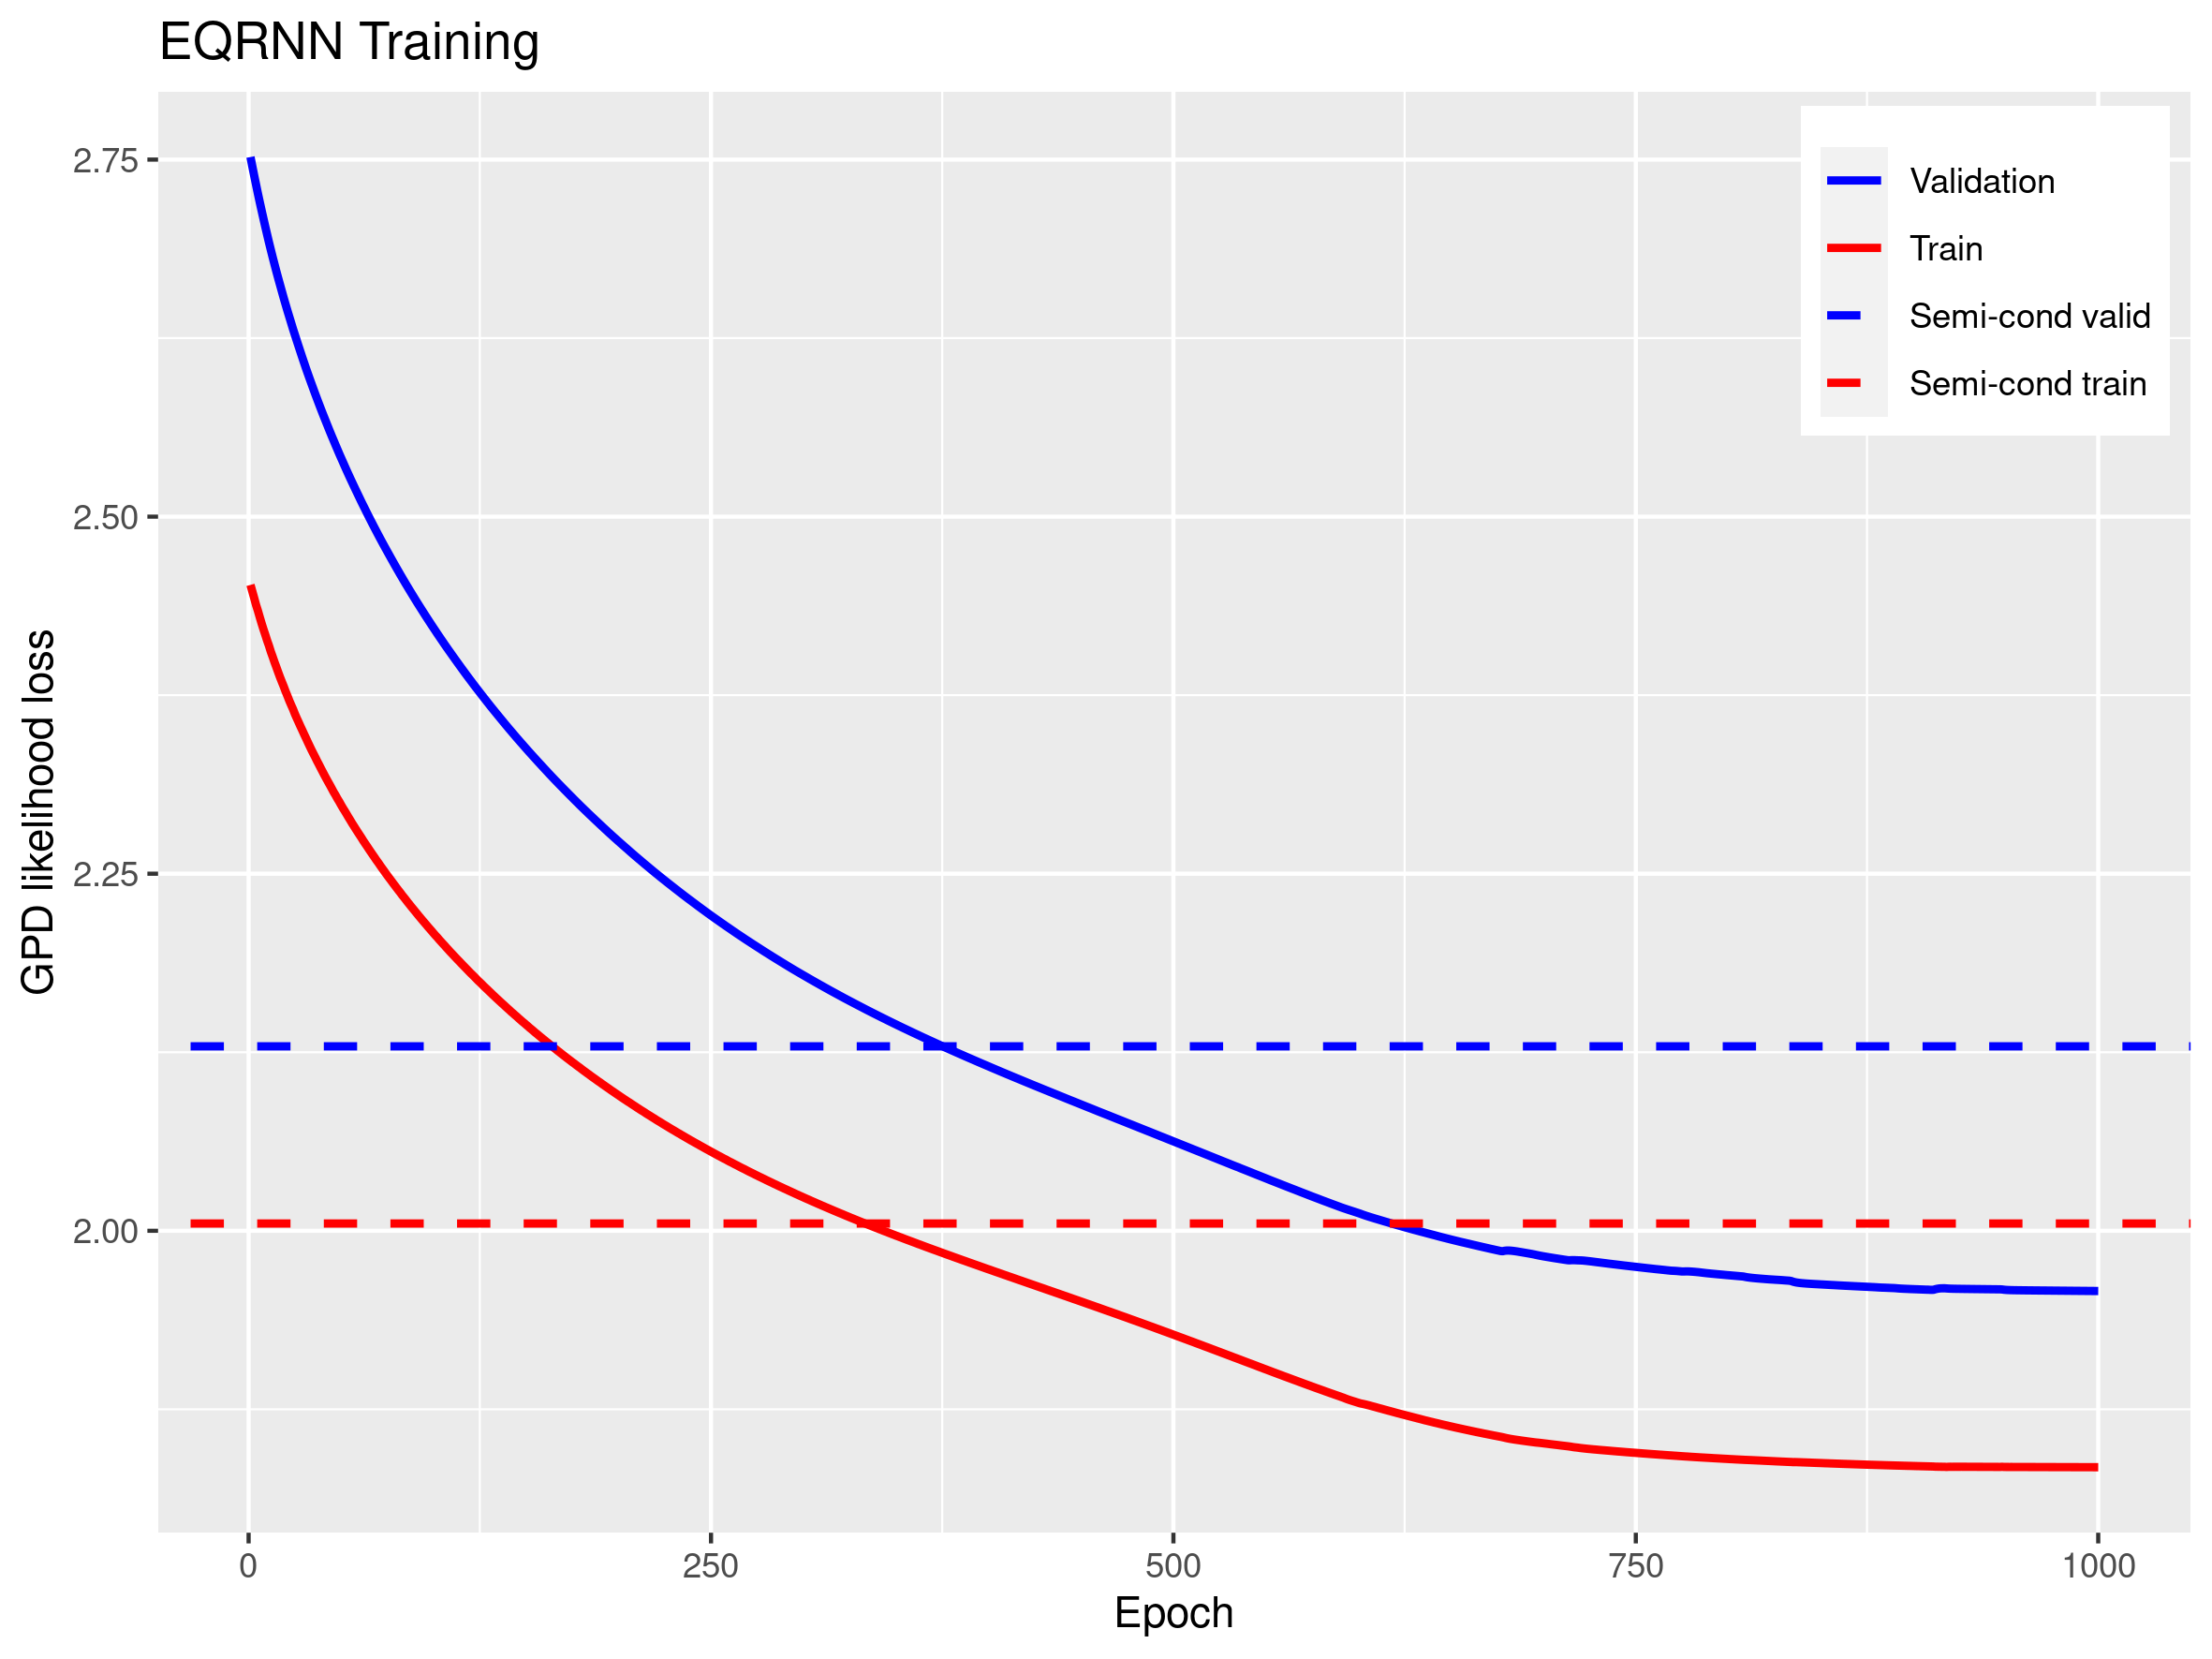 EQRNN Training
GPD likelihood loss
2.75
2.50
2.25
2.00
Validation
Train
Semi-cond valid
Semi-cond train
0 250 500 750 1000
Epoch